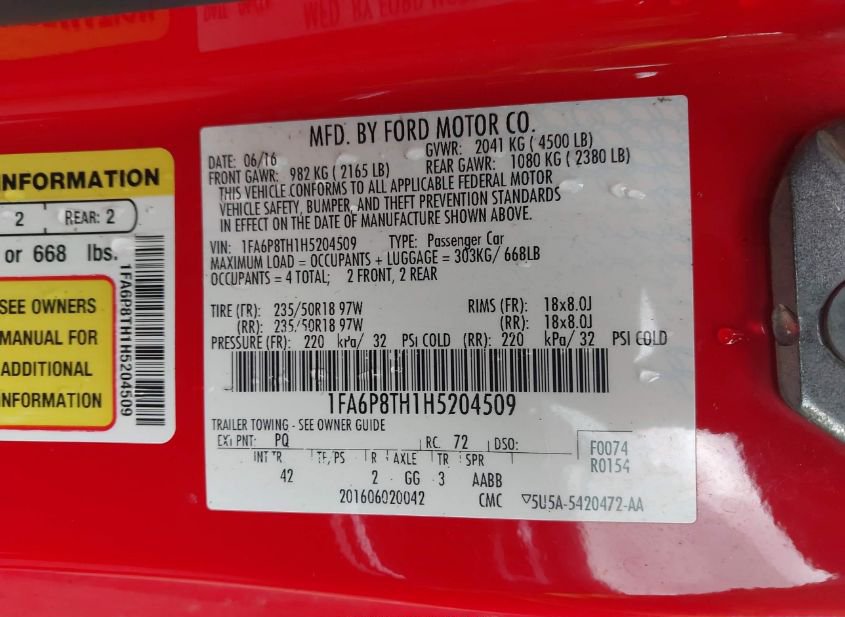 INFORMATION
2 REAR: 2
or 668 lbs.
SEE OWNERS
MANUAL FOR
ADDITIONAL
INFORMATION
1FA6P8TH1H5204509
MFD. BY FORD MOTOR CO.
DATE: 06/16 GVWR: 2041 KG ( 4500 LB)
FRONT GAWR: 982 KG ( 2165 LB) REAR GAWR: 1080 KG ( 2380 LB)
THIS VEHICLE CONFORMS TO ALL APPLICABLE FEDERAL MOTOR
VEHICLE SAFETY, BUMPER, AND THEFT PREVENTION STANDARDS
IN EFFECT ON THE DATE OF MANUFACTURE SHOWN ABOVE.
VIN: 1FA6P8TH1H5204509 TYPE: Passenger Car
MAXIMUM LOAD = OCCUPANTS + LUGGAGE = 303KG/ 668LB
OCCUPANTS = 4 TOTAL; 2 FRONT, 2 REAR
TIRE (FR): 235/50R18 97W RIMS (FR): 18x8.0J
(RR): 235/50R18 97W (RR): 18x8.0J
PRESSURE (FR): 220 kPa/ 32 PSI COLD (RR): 220 kPa/ 32 PSI COLD
1FA6P8TH1H5204509
TRAILER TOWING - SEE OWNER GUIDE
EXT PNT: PQ RC: 72 DSO: F0074
R0154
INT TR TP/PS R AXLE TR SPR
42 2 GG 3 AABB
201606020042 CMC ▽5U5A-5420472-AA